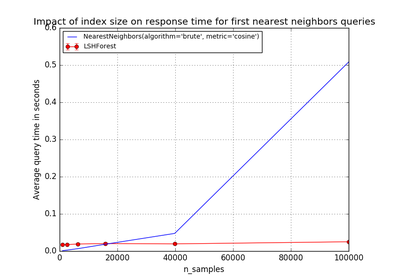 Impact of index size on response time for first nearest neighbors queries
NearestNeighbors(algorithm='brute', metric='cosine')
LSHForest
Average query time in seconds
0.6
0.5
0.4
0.3
0.2
0.1
0.0
0
20000
40000
60000
80000
100000
n_samples